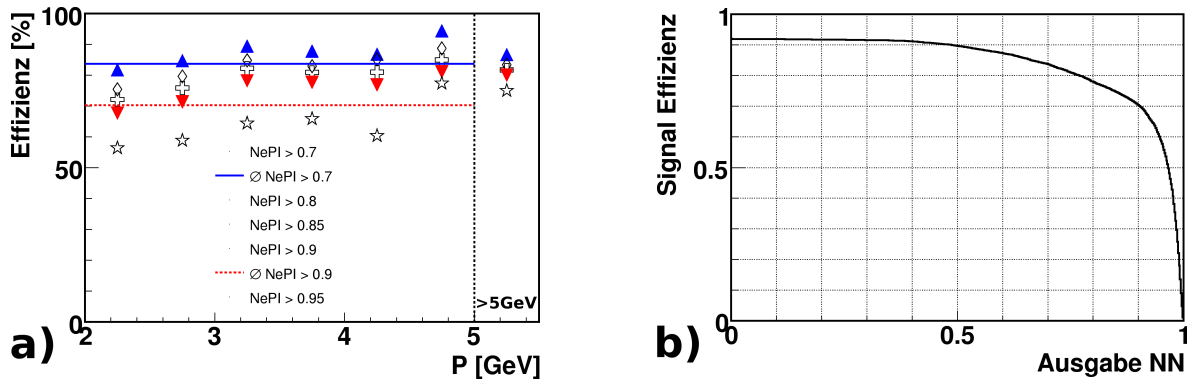 100
50
0
2
3
4
5
Effizienz [%]
P [GeV]
NePI > 0.7
∅ NePI > 0.7
NePI > 0.8
NePI > 0.85
NePI > 0.9
∅ NePI > 0.9
NePI > 0.95
>5GeV
a)
1
0.5
0
0
0.5
1
Signal Effizienz
Ausgabe NN
b)